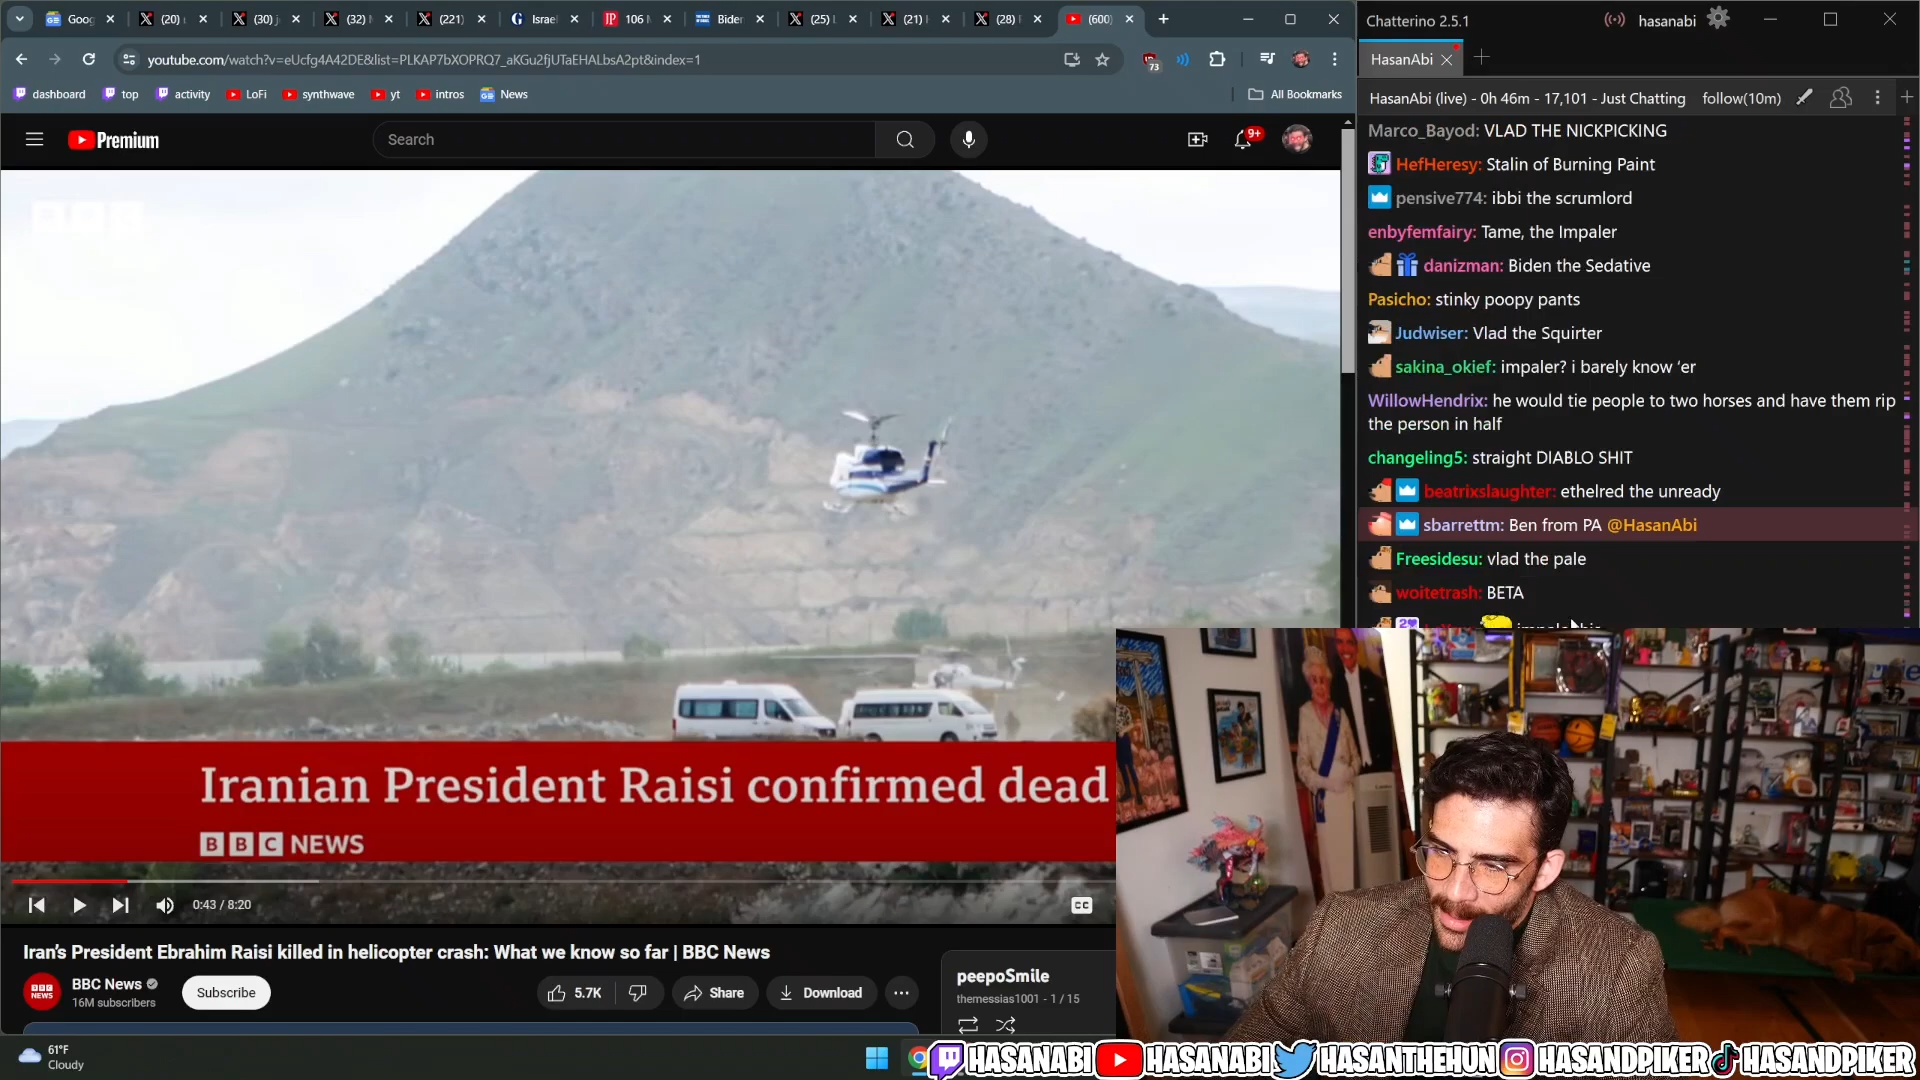 Goog
(20)
(30)
(32)
(221)
Israel
106
Biden
(25)
(21)
(28)
(600)
youtube.com/watch?v=eUcfg4A42DE&list=PLKAP7bXOPRQ7_aKGu2fjUTaEHALbsA2pt&index=1
73
dashboard
top
activity
LoFi
synthwave
yt
intros
News
All Bookmarks
Premium
Search
9+
BBC
Iranian President Raisi confirmed dead
BBC NEWS
0:43 / 8:20
CC
Iran's President Ebrahim Raisi killed in helicopter crash: What we know so far | BBC News
BBC NEWS
BBC News
16M subscribers
Subscribe
5.7K
Share
Download
peepoSmile
themessias1001 - 1 / 15
61°F
Cloudy
Chatterino 2.5.1
hasanabi
HasanAbi
HasanAbi (live) - 0h 46m - 17,101 - Just Chatting
follow(10m)
Marco_Bayod: VLAD THE NICKPICKING
HefHeresy: Stalin of Burning Paint
pensive774: ibbi the scrumlord
enbyfemfairy: Tame, the Impaler
danizman: Biden the Sedative
Pasicho: stinky poopy pants
Judwiser: Vlad the Squirter
sakina_okief: impaler? i barely know ‘er
WillowHendrix: he would tie people to two horses and have them rip
the person in half
changeling5: straight DIABLO SHIT
beatrixslaughter: ethelred the unready
sbarrettm: Ben from PA @HasanAbi
Freesidesu: vlad the pale
woitetrash: BETA
HASANABI
HASANABI
HASANTHEHUN
HASANDPIKER
HASANDPIKER